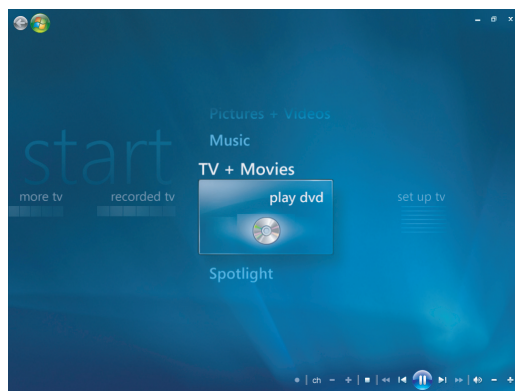 start
Pictures + Videos
Music
TV + Movies
more tv
recorded tv
play dvd
set up tv
Spotlight
ch